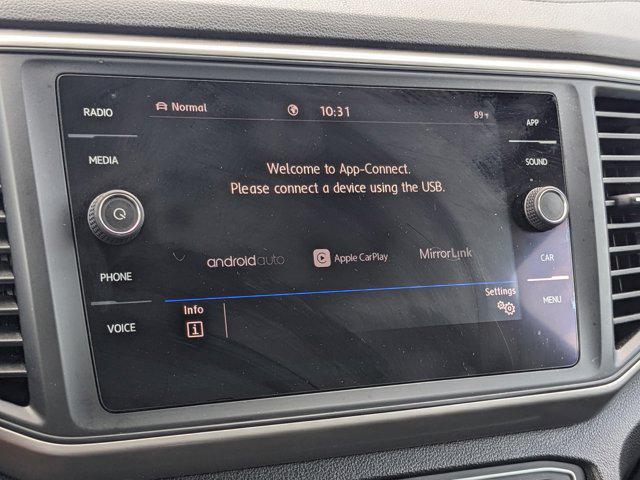 RADIO
MEDIA
PHONE
VOICE
Normal
10:31
89°F
Welcome to App-Connect.
Please connect a device using the USB.
androidauto
Apple CarPlay
MirrorLink
Info
i
Settings
APP
SOUND
CAR
MENU